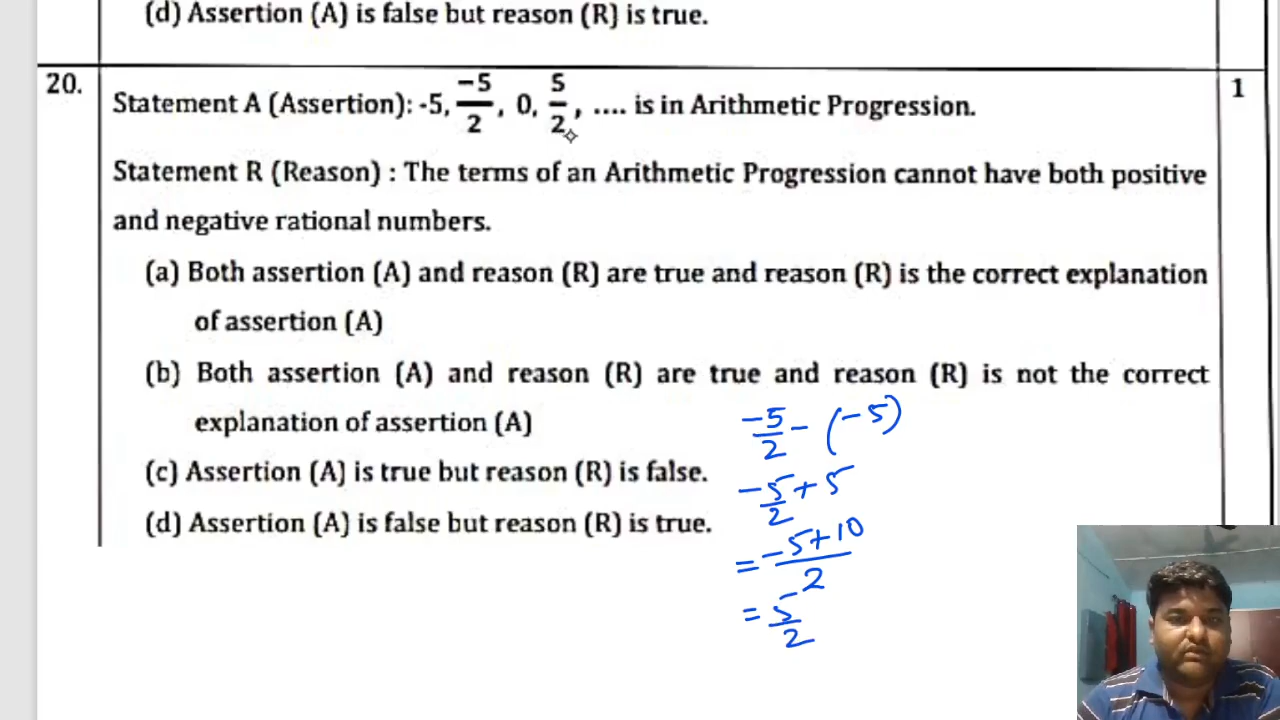 (d) Assertion (A) is false but reason (R) is true.
20. Statement A (Assertion): -5, −5/2, 0, 5/2, .... is in Arithmetic Progression. 1
Statement R (Reason) : The terms of an Arithmetic Progression cannot have both positive
and negative rational numbers.
(a) Both assertion (A) and reason (R) are true and reason (R) is the correct explanation
of assertion (A)
(b) Both assertion (A) and reason (R) are true and reason (R) is not the correct
explanation of assertion (A)
(c) Assertion (A) is true but reason (R) is false.
(d) Assertion (A) is false but reason (R) is true.
−5/2 − (−5)
−5/2 + 5
= −5+10/2
= 5/2